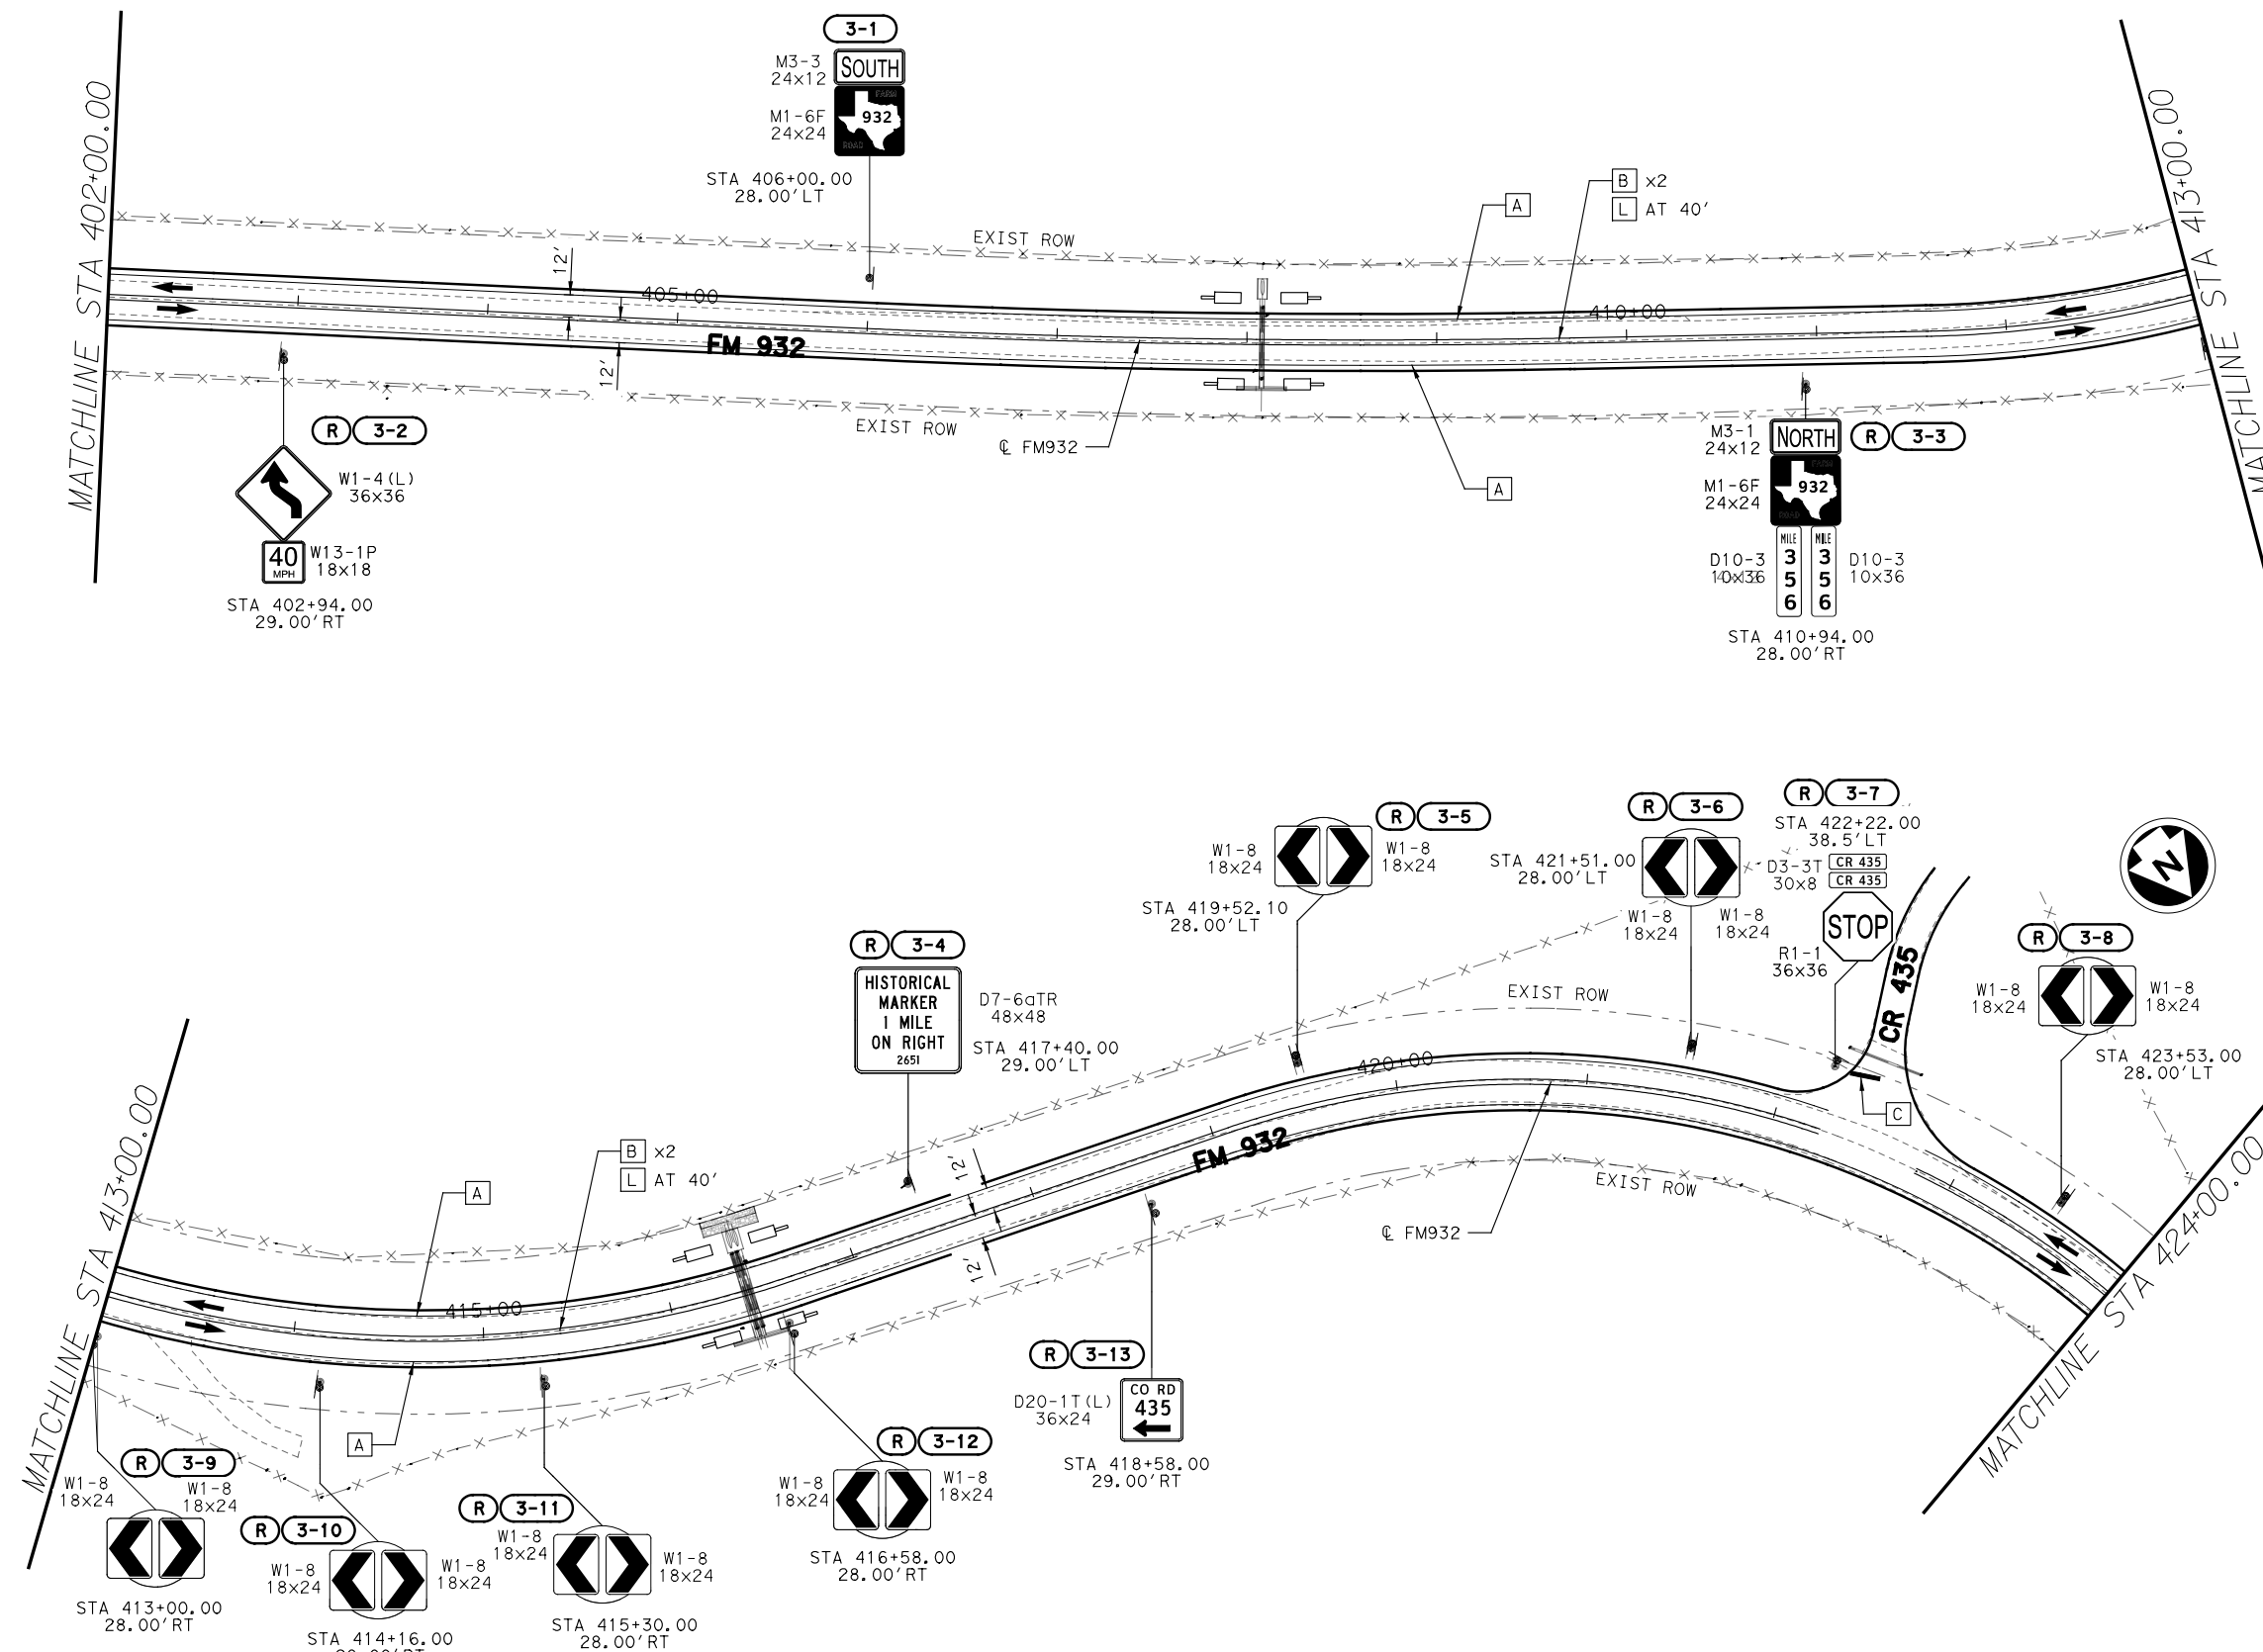 3-1
M3-3
24x12
SOUTH
M1-6F
24x24
FARM
932
ROAD
STA 406+00.00
28.00'LT
MATCHLINE STA 402+00.00
MATCHLINE STA 413+00.00
B x2
L AT 40'
A
EXIST ROW
12'
405+00
410+00
FM 932
12'
EXIST ROW
℄ FM932
A
R 3-2
W1-4(L)
36x36
40
MPH
W13-1P
18x18
STA 402+94.00
29.00'RT
M3-1
24x12
NORTH
R 3-3
M1-6F
24x24
FARM
932
ROAD
D10-3
10x36
MILE
3
5
6
MILE
3
5
6
D10-3
10x36
STA 410+94.00
28.00'RT
R 3-4
HISTORICAL
MARKER
1 MILE
ON RIGHT
2651
D7-6aTR
48x48
STA 417+40.00
29.00'LT
R 3-5
W1-8
18x24
W1-8
18x24
STA 419+52.10
28.00'LT
R 3-6
STA 421+51.00
28.00'LT
W1-8
18x24
W1-8
18x24
R 3-7
STA 422+22.00
38.5'LT
D3-3T
30x8
CR 435
CR 435
STOP
R1-1
36x36
CR 435
N
R 3-8
W1-8
18x24
W1-8
18x24
STA 423+53.00
28.00'LT
EXIST ROW
420+00
C
MATCHLINE STA 413+00.00
B x2
L AT 40'
A
415+00
12'
12'
FM 932
EXIST ROW
℄ FM932
MATCHLINE STA 424+00.00
A
R 3-9
W1-8
18x24
W1-8
18x24
STA 413+00.00
28.00'RT
R 3-10
W1-8
18x24
W1-8
18x24
STA 414+16.00
R 3-11
W1-8
18x24
W1-8
18x24
STA 415+30.00
28.00'RT
R 3-12
W1-8
18x24
W1-8
18x24
STA 416+58.00
28.00'RT
R 3-13
D20-1T(L)
36x24
CO RD
435
STA 418+58.00
29.00'RT